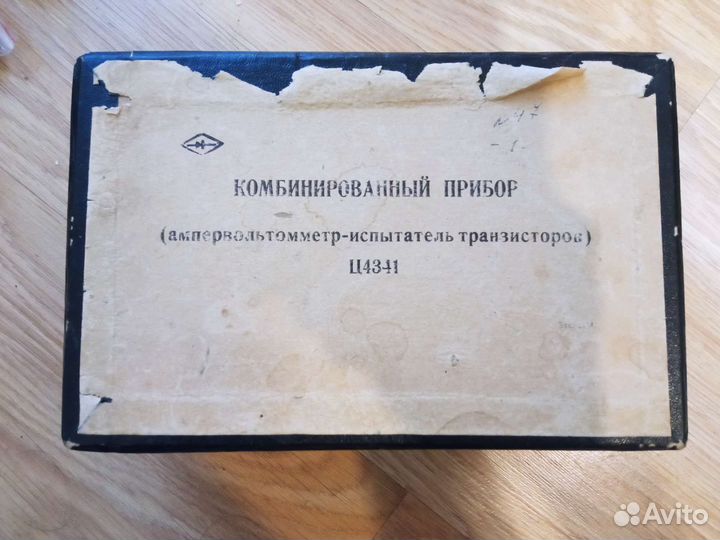 КОМБИНИРОВАННЫЙ ПРИБОР
(ампервольтомметр-испытатель транзисторов)
Ц4341
Avito